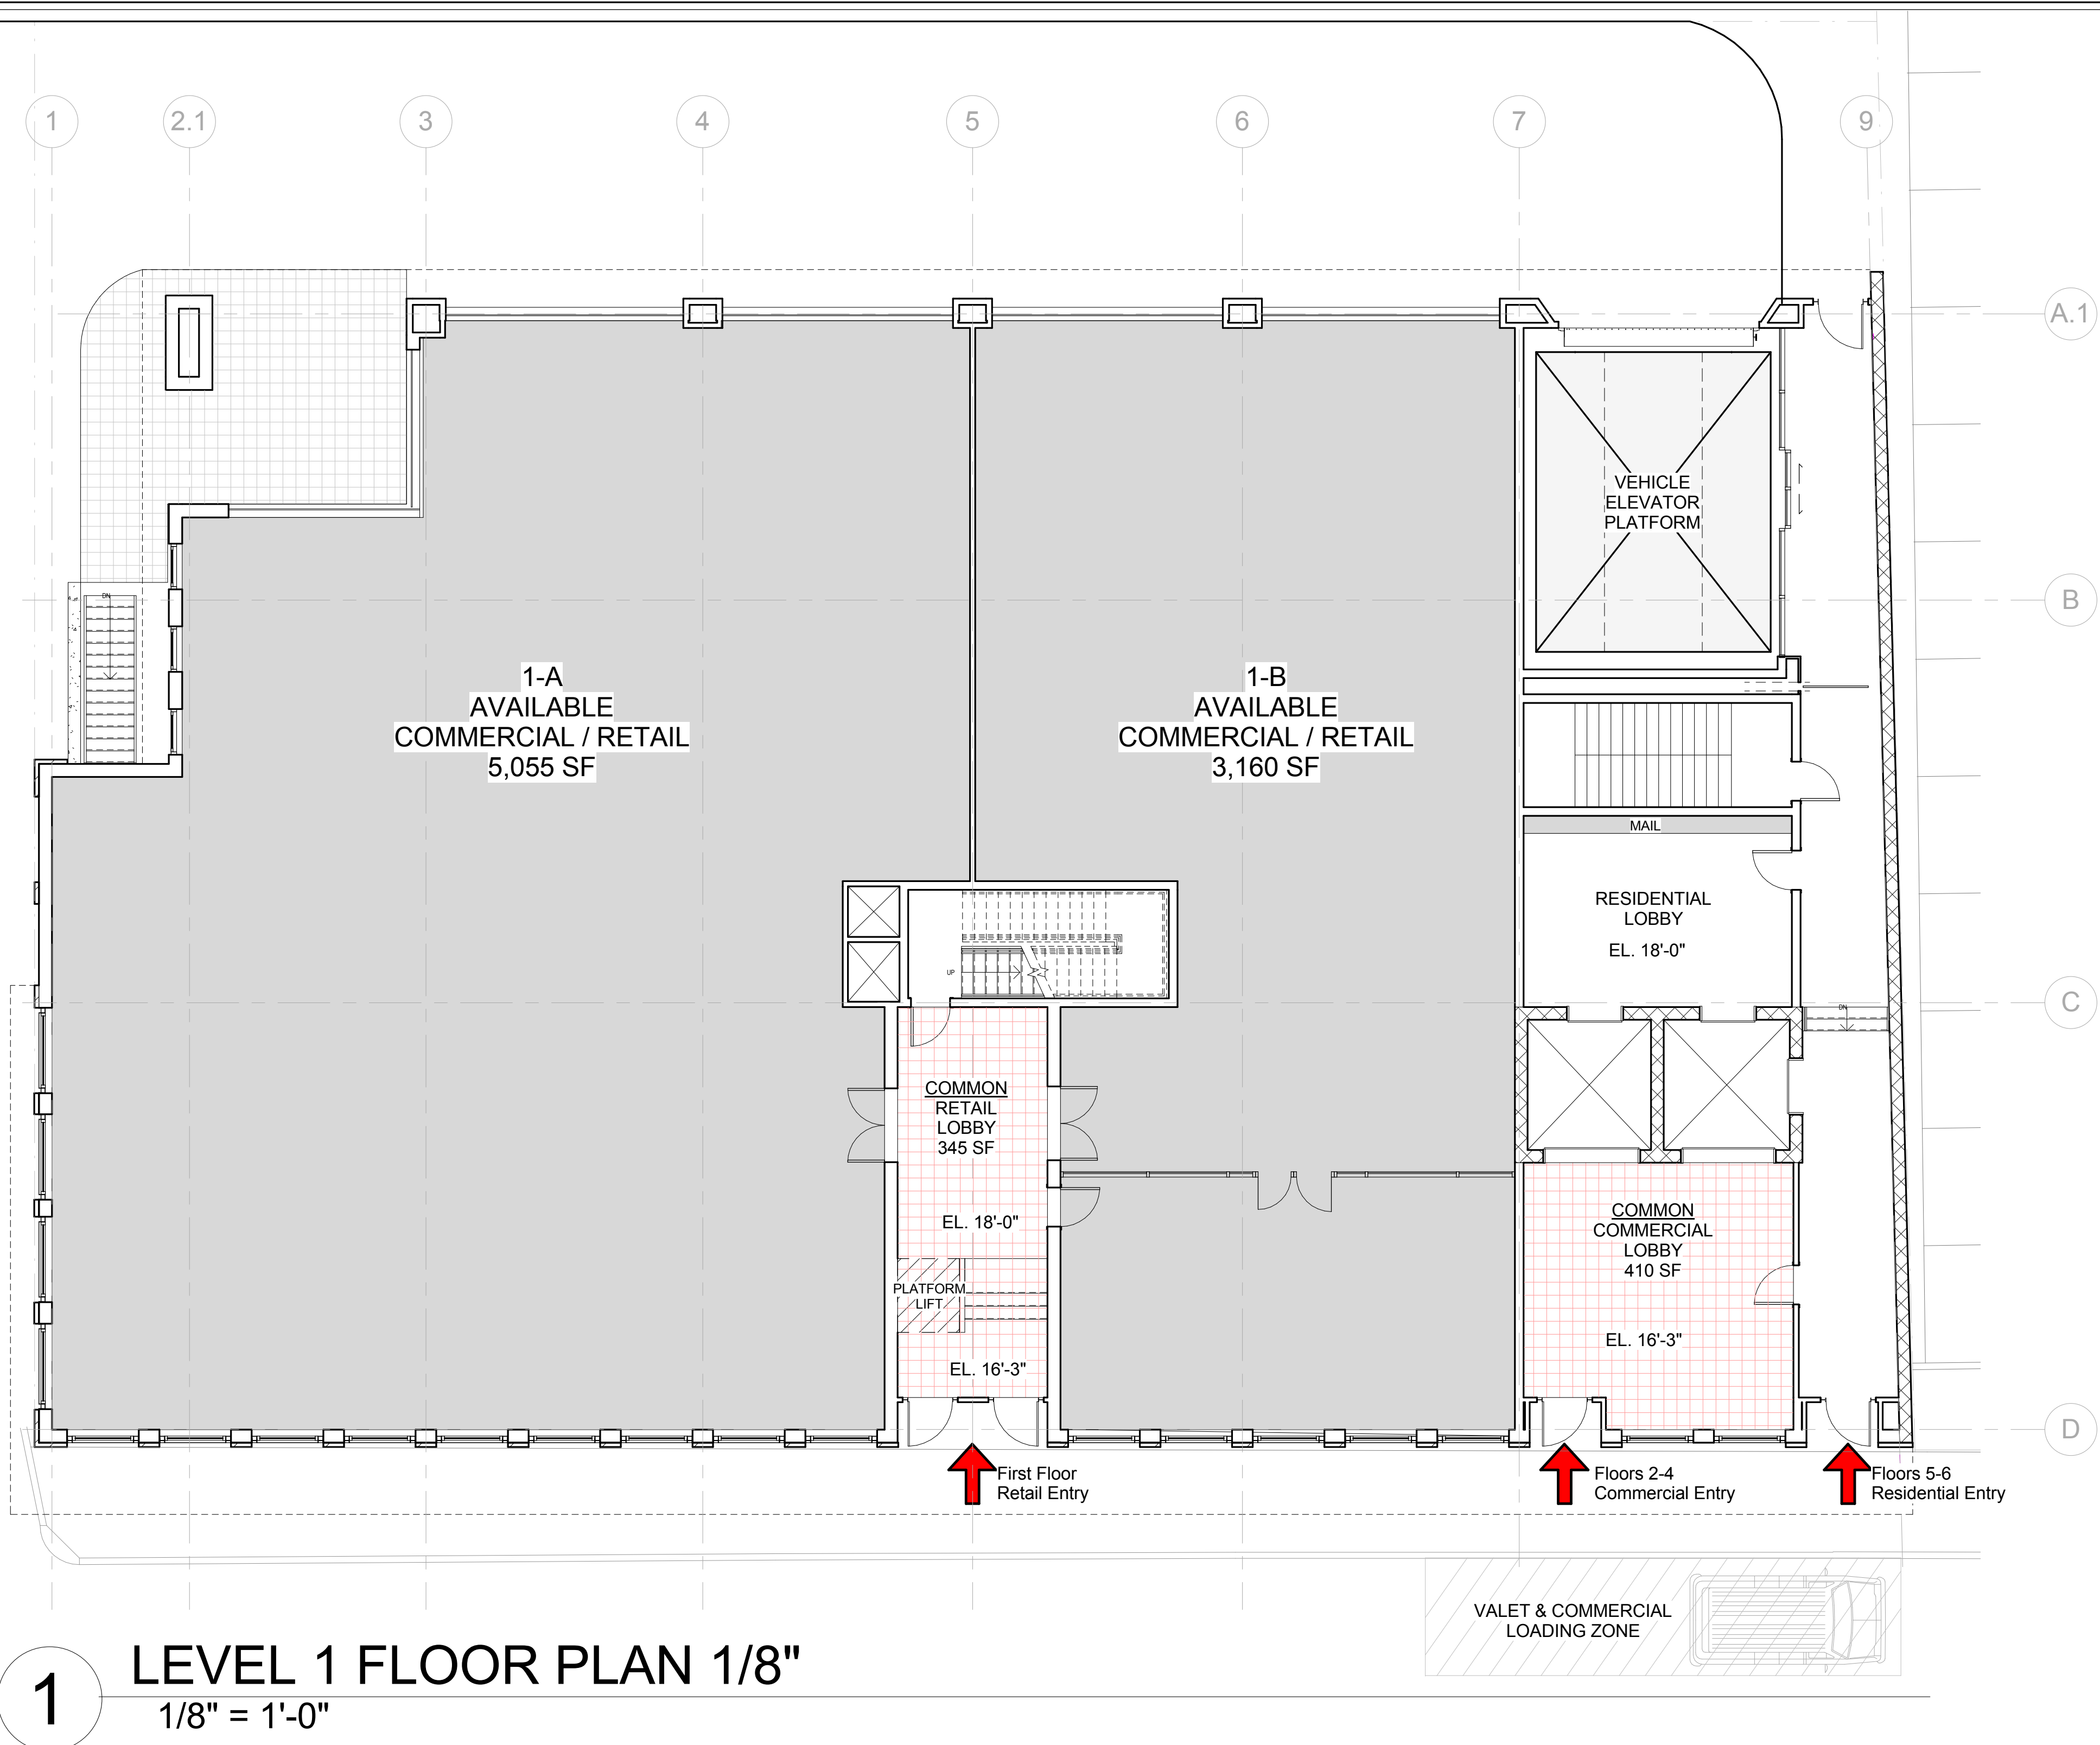 1
2.1
3
4
5
6
7
9
A.1
B
C
D
VEHICLE
ELEVATOR
PLATFORM
DN
1-A
AVAILABLE
COMMERCIAL / RETAIL
5,055 SF
1-B
AVAILABLE
COMMERCIAL / RETAIL
3,160 SF
MAIL
RESIDENTIAL
LOBBY
EL. 18'-0"
UP
DN
COMMON
RETAIL
LOBBY
345 SF
EL. 18'-0"
PLATFORM
LIFT
EL. 16'-3"
COMMON
COMMERCIAL
LOBBY
410 SF
EL. 16'-3"
First Floor
Retail Entry
Floors 2-4
Commercial Entry
Floors 5-6
Residential Entry
VALET & COMMERCIAL
LOADING ZONE
1
LEVEL 1 FLOOR PLAN 1/8"
1/8" = 1'-0"